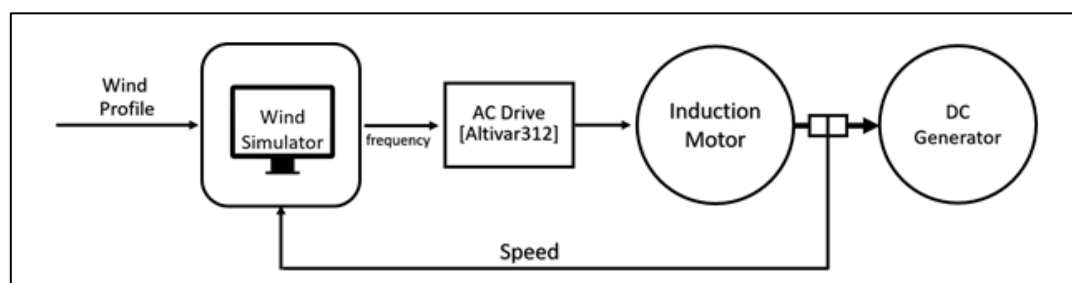 Wind
Profile
Wind
Simulator
frequency
AC Drive
[Altivar312]
Induction
Motor
DC
Generator
Speed